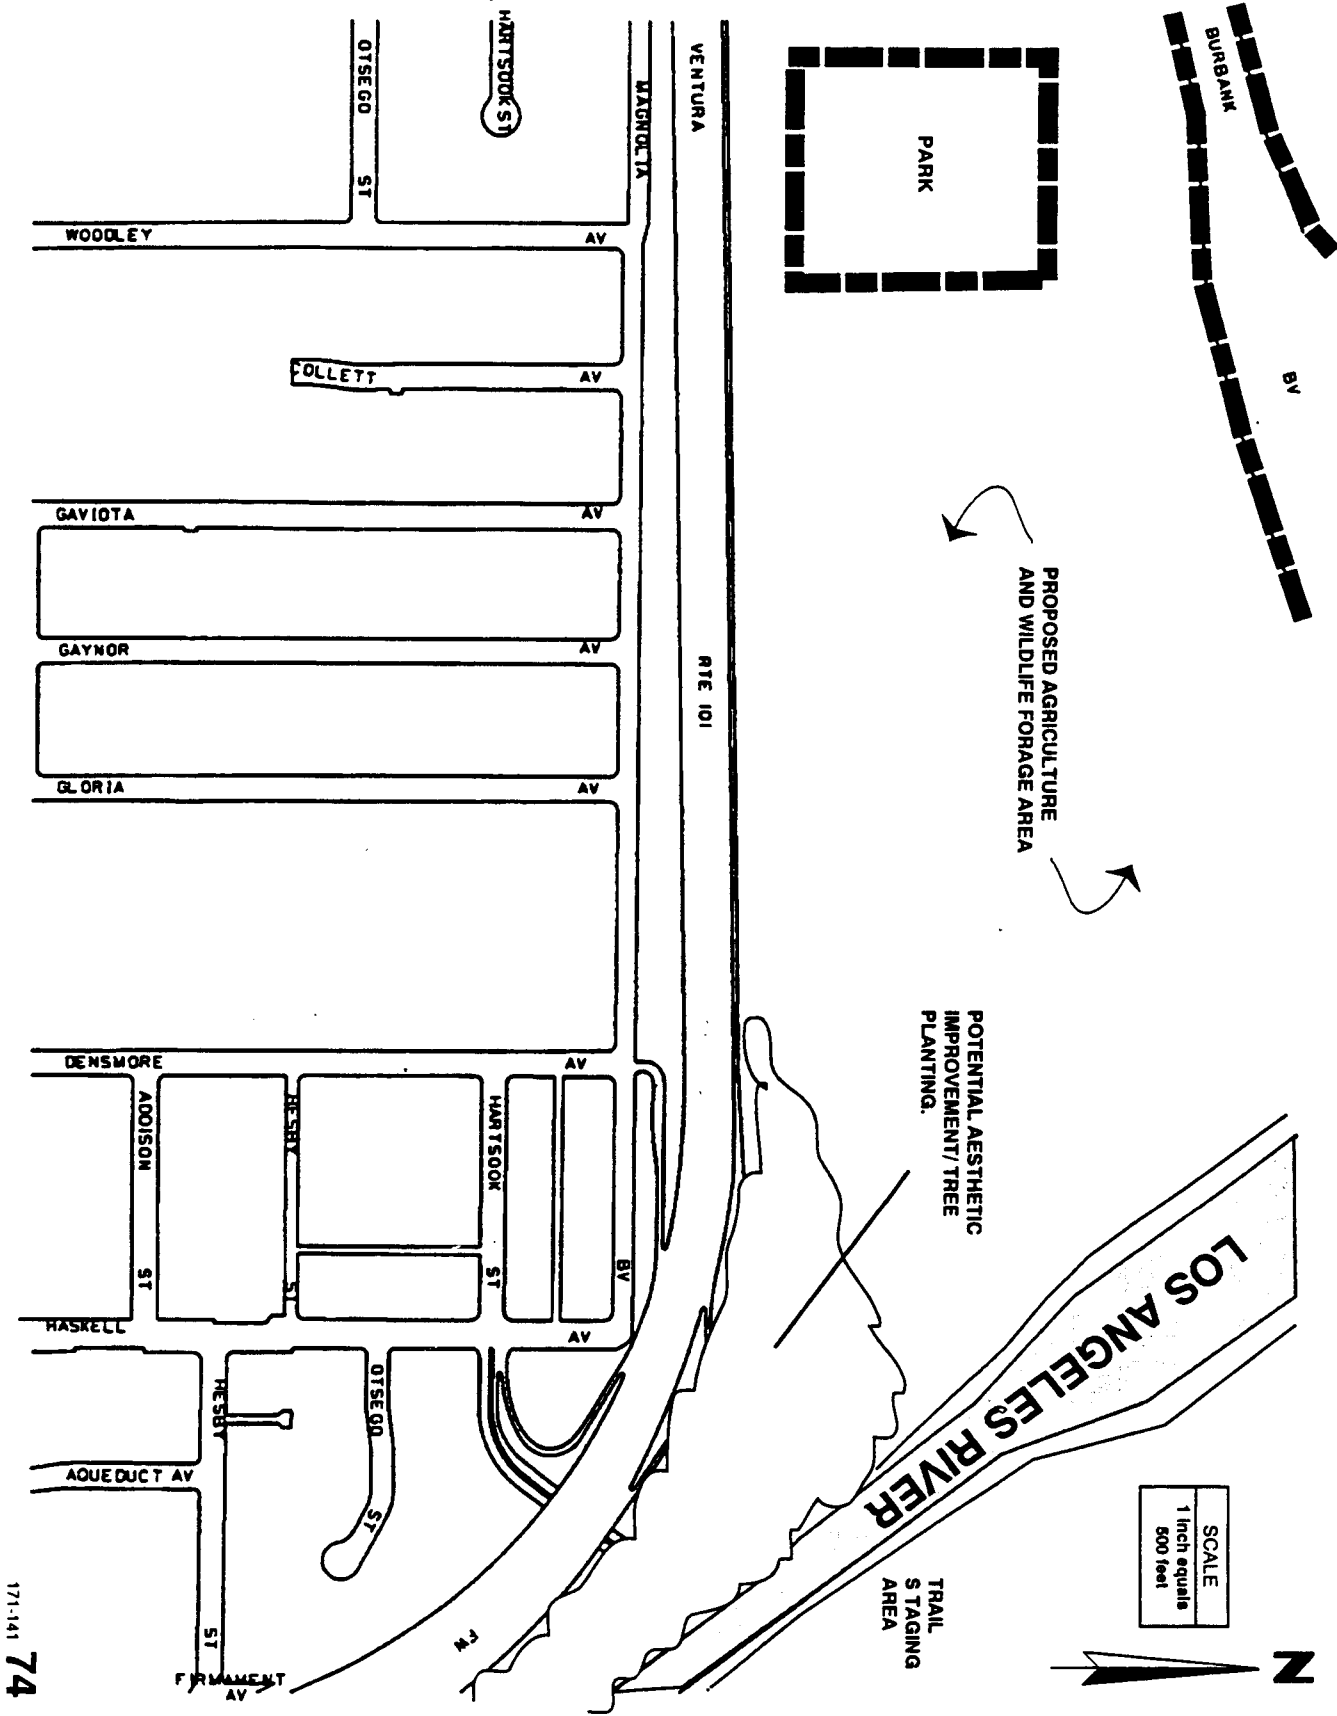 BURBANK
BV
PARK
VENTURA
RTE 101
MAGNOLIA
HARTSOOK ST
OTSEGO ST
WOODLEY AV
COLLETT AV
GAVIOTA AV
GAYNOR AV
GLORIA AV
DENSMORE AV
PROPOSED AGRICULTURE
AND WILDLIFE FORAGE AREA
POTENTIAL AESTHETIC
IMPROVEMENT/TREE
PLANTING.
LOS ANGELES RIVER
ADDISON ST
HESBY ST
HARTSOOK ST
BV
HASKELL AV
HESBY ST
OTSEGO ST
AQUEDUCT AV
FIRMAMENT
AV
FW
TRAIL
STAGING
AREA
SCALE
1 inch equals
500 feet
N
171-141 74